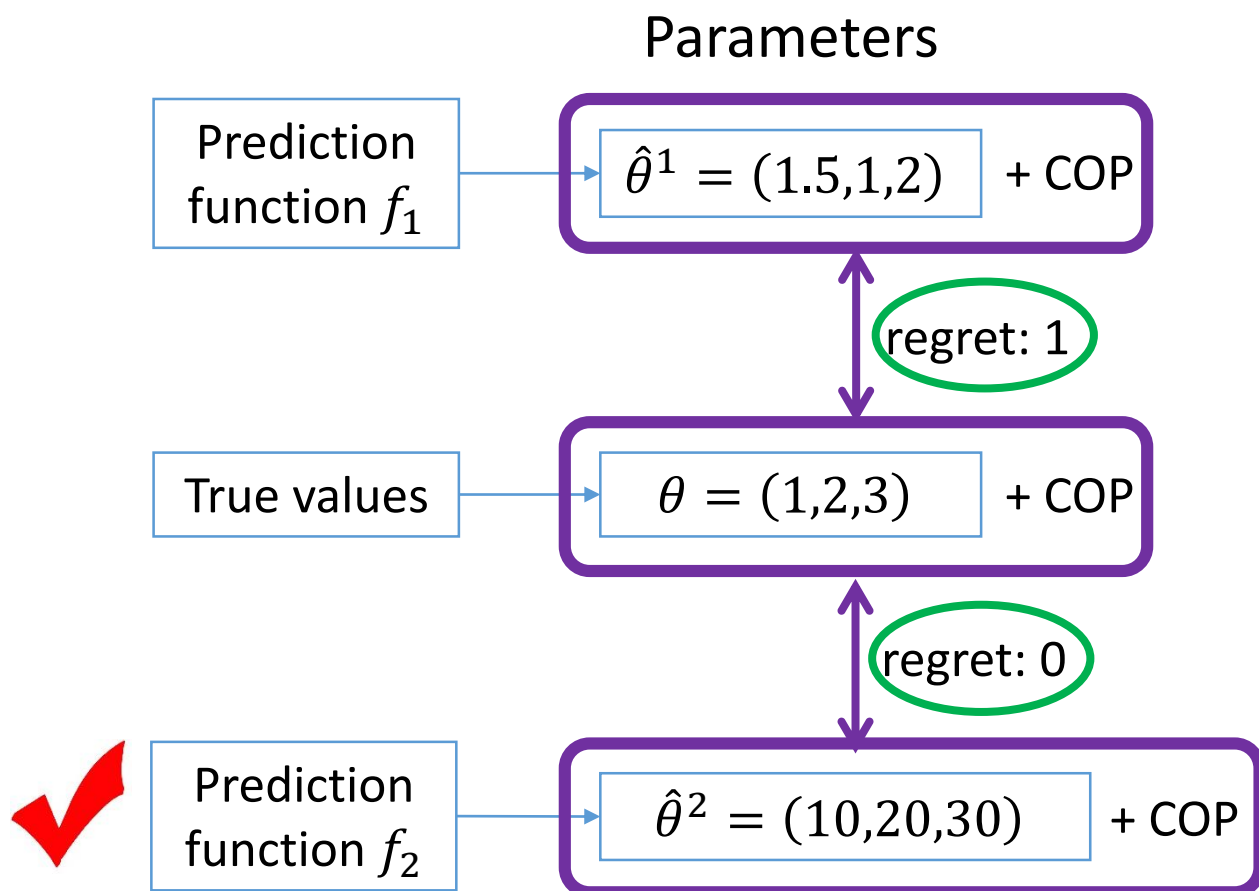 Parameters
Prediction
function f₁
θ̂¹ = (1.5,1,2)
+ COP
regret: 1
True values
θ = (1,2,3)
+ COP
regret: 0
Prediction
function f₂
θ̂² = (10,20,30)
+ COP